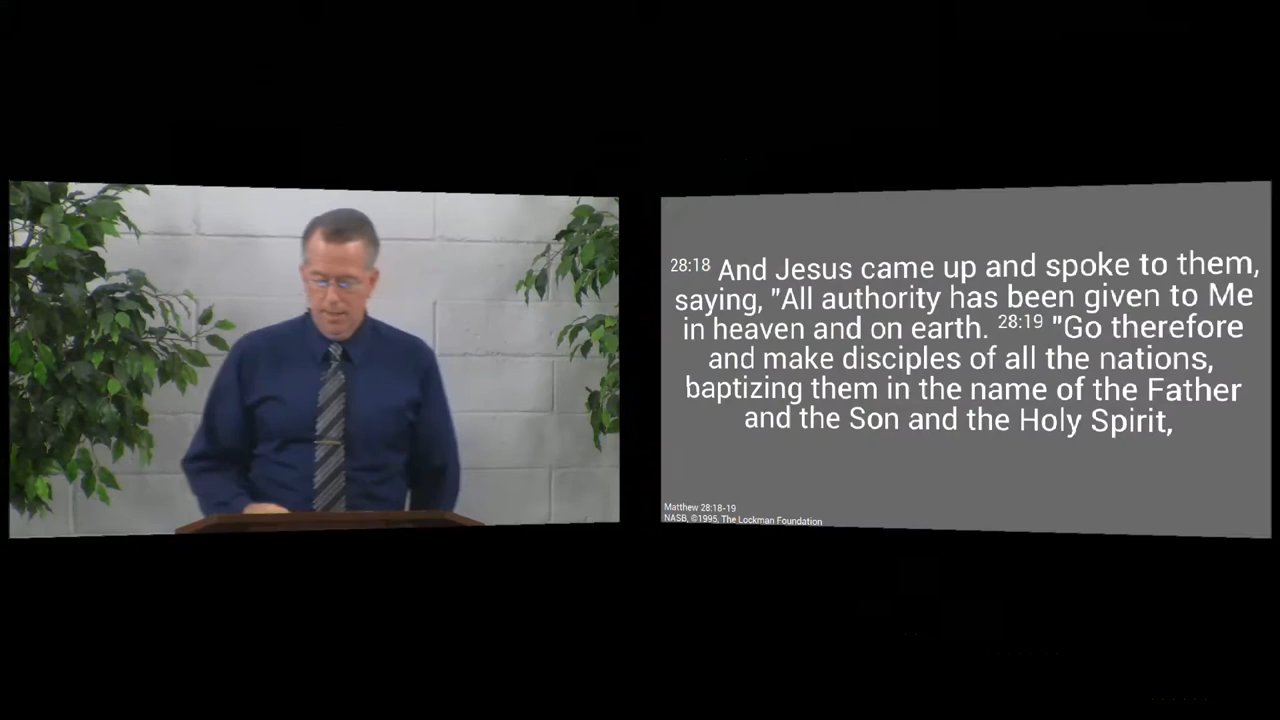 28:18 And Jesus came up and spoke to them,
saying, "All authority has been given to Me
in heaven and on earth. 28:19 "Go therefore
and make disciples of all the nations,
baptizing them in the name of the Father
and the Son and the Holy Spirit,
Matthew 28:18-19
NASB, ©1995, The Lockman Foundation